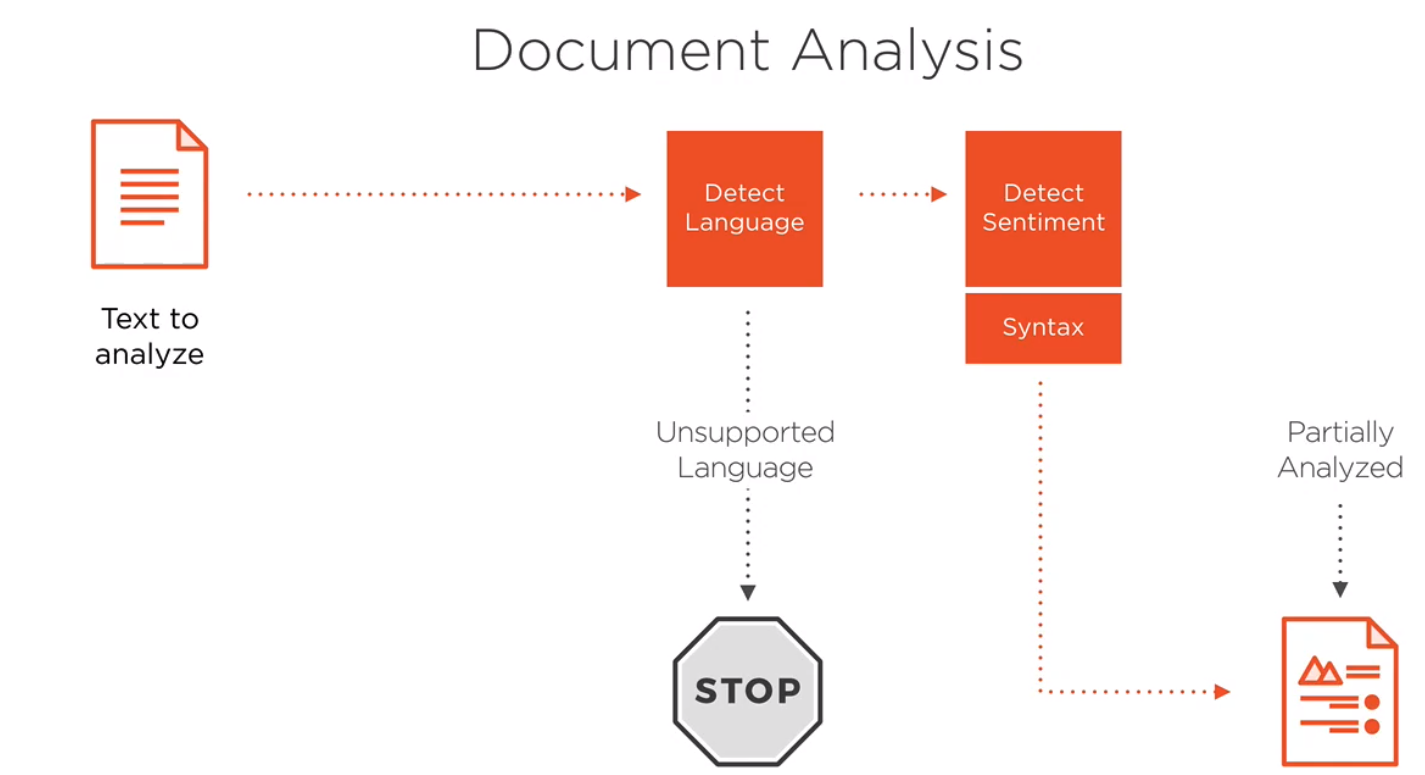 Document Analysis
Text to
analyze
Detect
Language
Detect
Sentiment
Syntax
Unsupported
Language
Partially
Analyzed
STOP